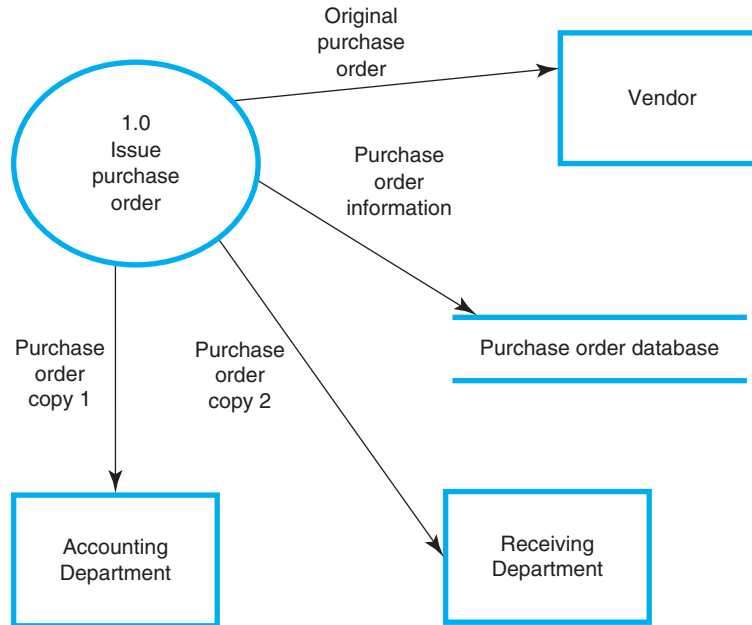 Original
purchase
order
Vendor
1.0
Issue
purchase
order
Purchase
order
information
Purchase order database
Purchase
order
copy 1
Purchase
order
copy 2
Accounting
Department
Receiving
Department